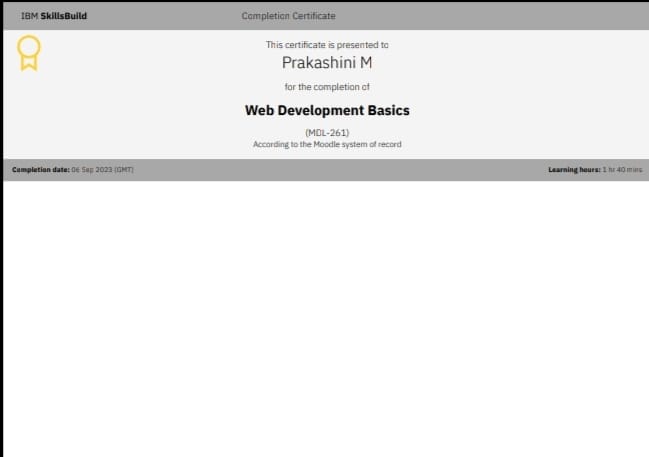 IBM SkillsBuild Completion Certificate
This certificate is presented to
Prakashini M
for the completion of
Web Development Basics
(MDL-261)
According to the Moodle system of record
Completion date: 06 Sep 2023 (GMT) Learning hours: 1 hr 40 mins